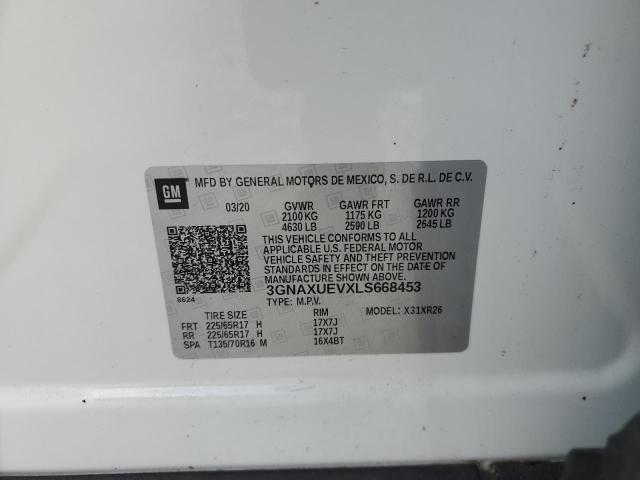 GM
MFD BY GENERAL MOTORS DE MEXICO, S. DE R.L. DE C.V.
03/20 GVWR GAWR FRT GAWR RR
2100 KG 1175 KG 1200 KG
4630 LB 2590 LB 2645 LB
THIS VEHICLE CONFORMS TO ALL
APPLICABLE U.S. FEDERAL MOTOR
VEHICLE SAFETY AND THEFT
PREVENTION STANDARDS IN
EFFECT ON THE DATE OF
MANUFACTURE SHOWN ABOVE.
3GNAXUEVXLS668453
8624
TYPE: M.P.V.
TIRE SIZE RIM MODEL: X31XR26
FRT 225/65R17 H 17X7J
RR 225/65R17 H 17X7J
SPA T135/70R16 M 16X4BT